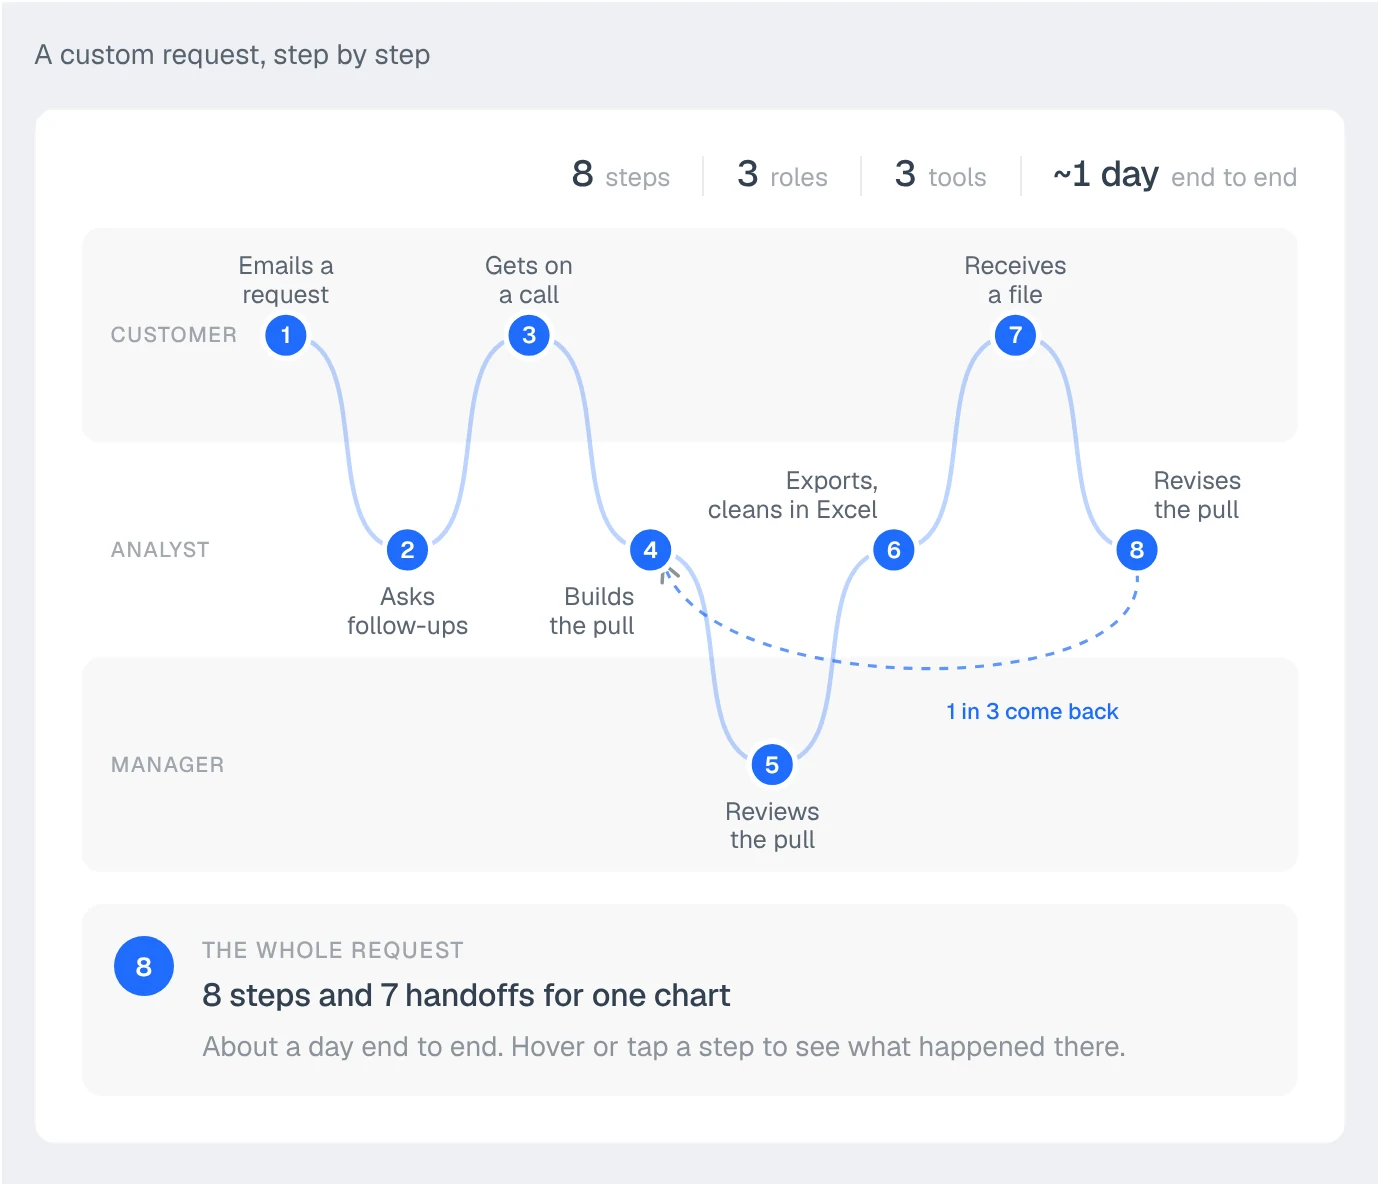 A custom request, step by step
8 steps
3 roles
3 tools
~1 day end to end
Emails a
request
Gets on
a call
Receives
a file
CUSTOMER
1
3
7
Exports,
cleans in Excel
Revises
the pull
ANALYST
2
4
6
8
Asks
follow-ups
Builds
the pull
1 in 3 come back
MANAGER
5
Reviews
the pull
8
THE WHOLE REQUEST
8 steps and 7 handoffs for one chart
About a day end to end. Hover or tap a step to see what happened there.